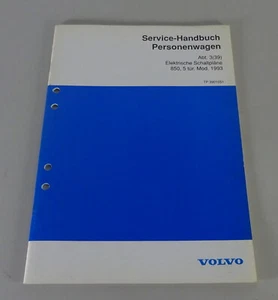 Service-Handbuch
Personenwagen
Abt. 3(39)
Elektrische Schaltpläne
850, 5 tür. Mod. 1993
VOLVO